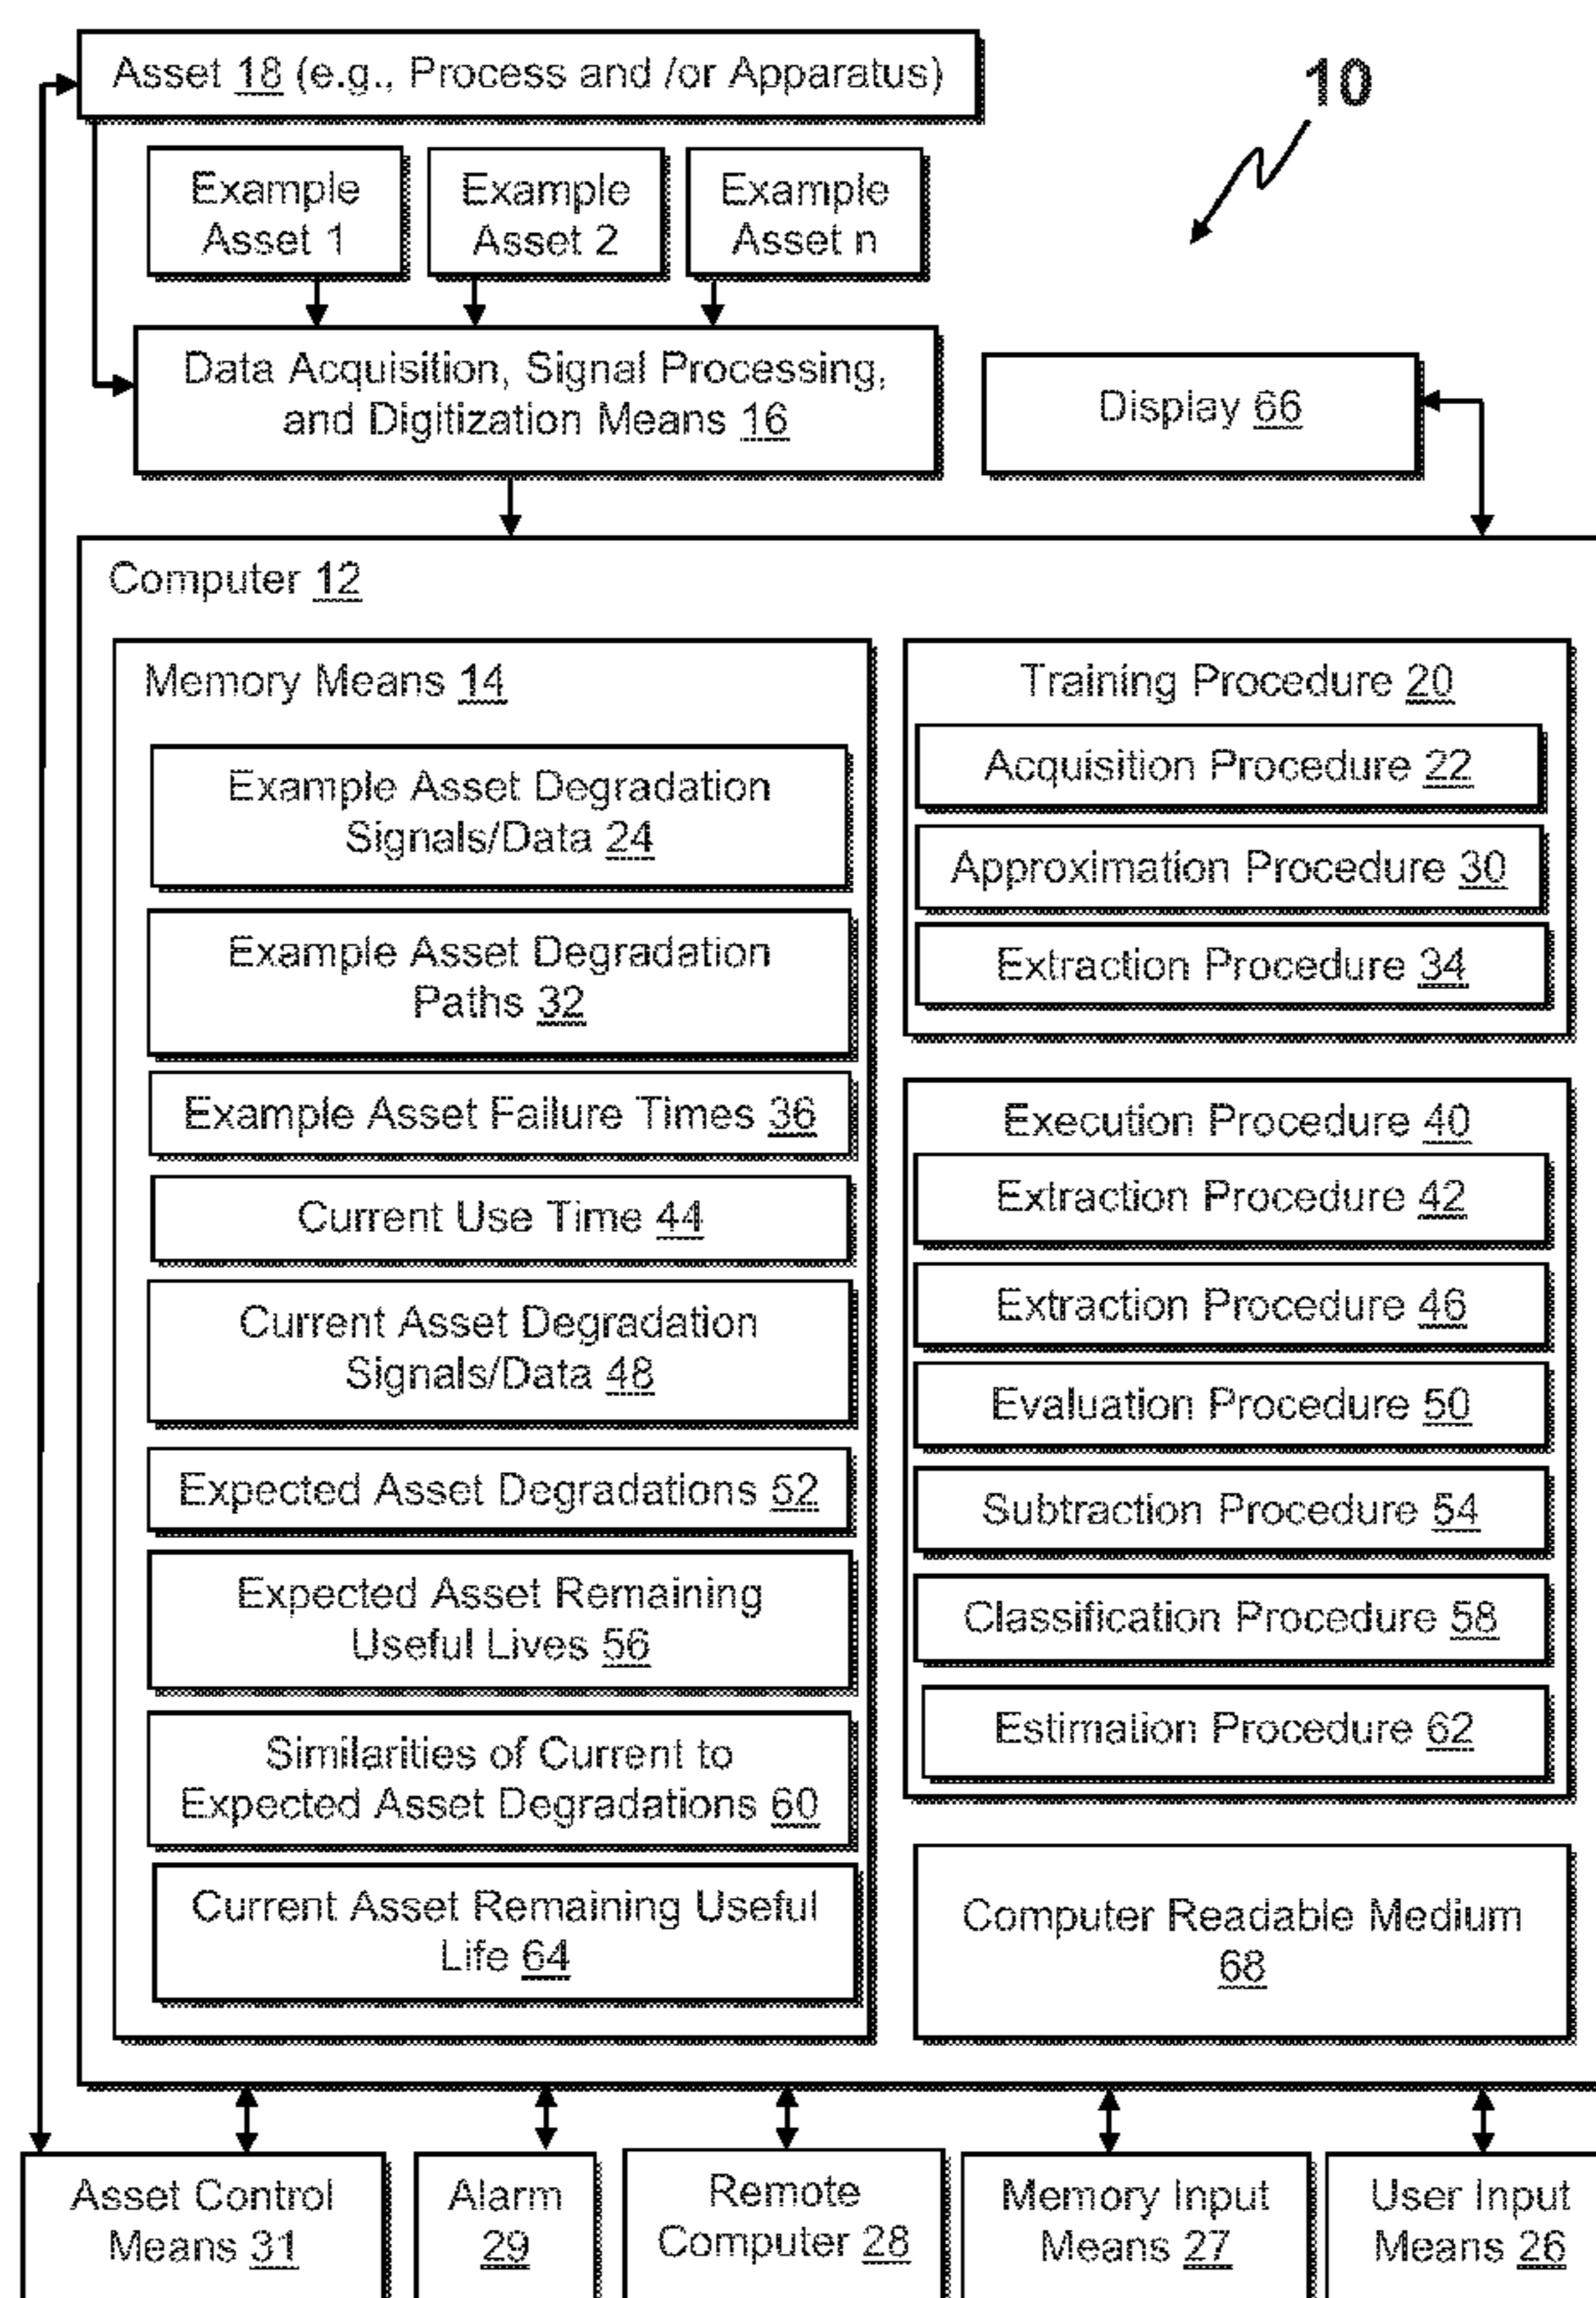 Asset 18 (e.g., Process and /or Apparatus)
10
Example
Asset 1
Example
Asset 2
Example
Asset n
Data Acquisition, Signal Processing,
and Digitization Means 16
Display 66
Computer 12
Memory Means 14
Example Asset Degradation
Signals/Data 24
Example Asset Degradation
Paths 32
Example Asset Failure Times 36
Current Use Time 44
Current Asset Degradation
Signals/Data 48
Expected Asset Degradations 52
Expected Asset Remaining
Useful Lives 56
Similarities of Current to
Expected Asset Degradations 60
Current Asset Remaining Useful
Life 64
Training Procedure 20
Acquisition Procedure 22
Approximation Procedure 30
Extraction Procedure 34
Execution Procedure 40
Extraction Procedure 42
Extraction Procedure 46
Evaluation Procedure 50
Subtraction Procedure 54
Classification Procedure 58
Estimation Procedure 62
Computer Readable Medium
68
Asset Control
Means 31
Alarm
29
Remote
Computer 28
Memory Input
Means 27
User Input
Means 26